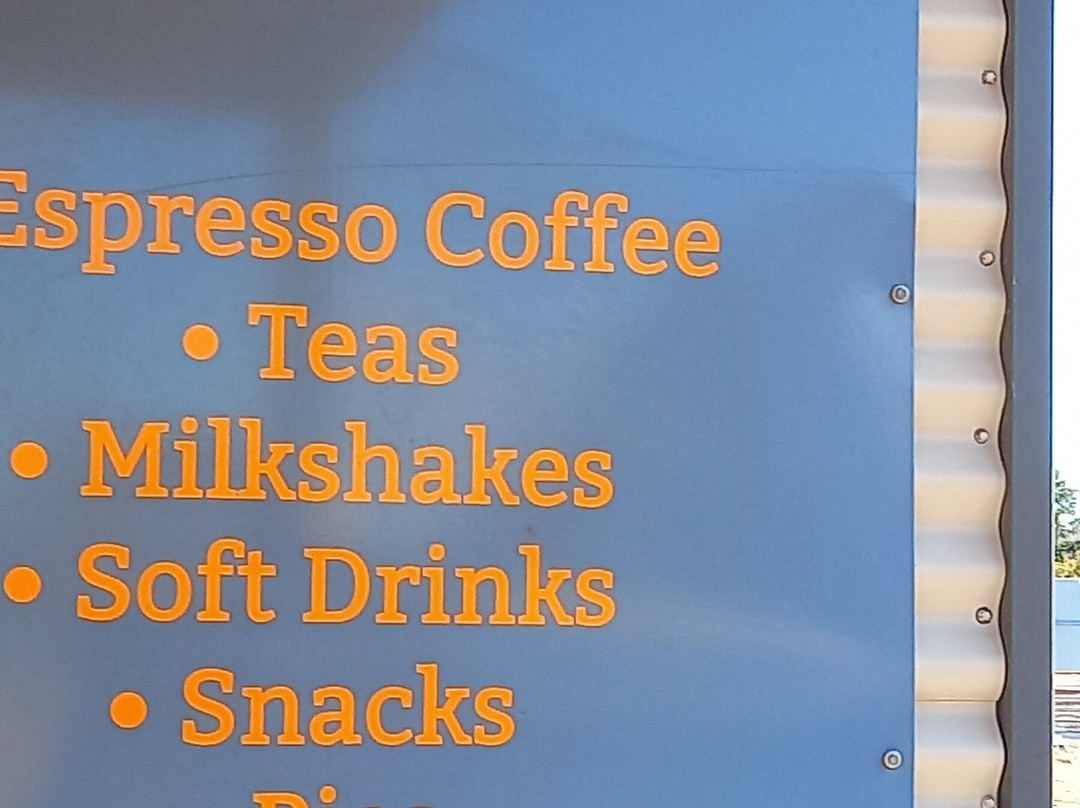 Espresso Coffee
• Teas
• Milkshakes
• Soft Drinks
• Snacks